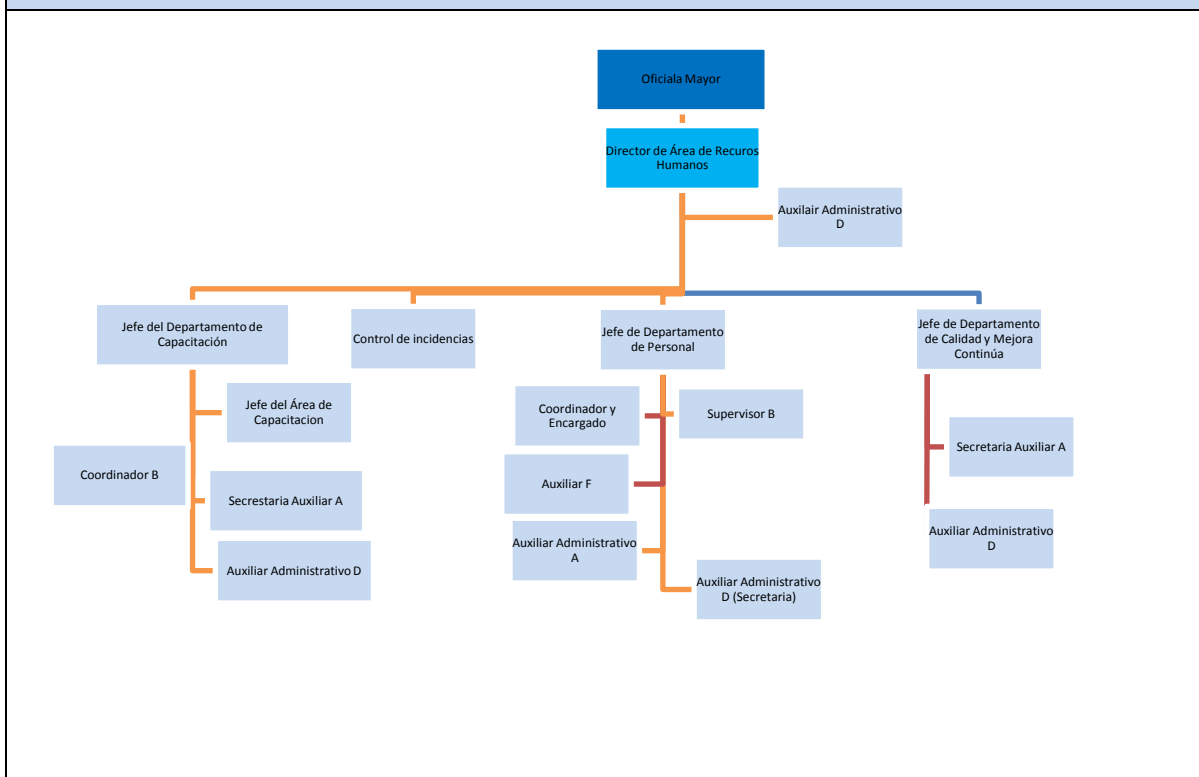 Oficiala Mayor
Director de Área de Recuros
Humanos
Auxilair Administrativo
D
Jefe del Departamento de
Capacitación
Control de incidencias
Jefe de Departamento
de Personal
Jefe de Departamento
de Calidad y Mejora
Continúa
Jefe del Área de
Capacitacion
Coordinador B
Secrestaria Auxiliar A
Auxiliar Administrativo D
Coordinador y
Encargado
Supervisor B
Auxiliar F
Auxiliar Administrativo
A
Auxiliar Administrativo
D (Secretaria)
Secretaria Auxiliar A
Auxiliar Administrativo
D